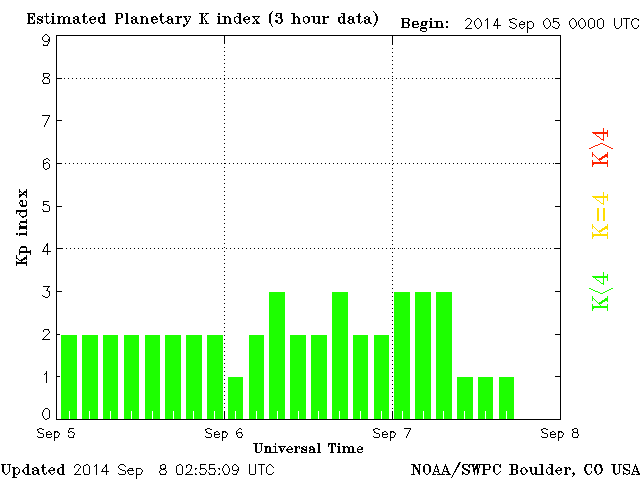 Estimated Planetary K index (3 hour data)
Begin: 2014 Sep 05 0000 UTC
9
8
7
6
5
4
3
2
1
0
Kp index
Sep 5
Sep 6
Sep 7
Sep 8
Universal Time
K>4
K=4
K<4
Updated 2014 Sep 8 02:55:09 UTC
NOAA/SWPC Boulder, CO USA